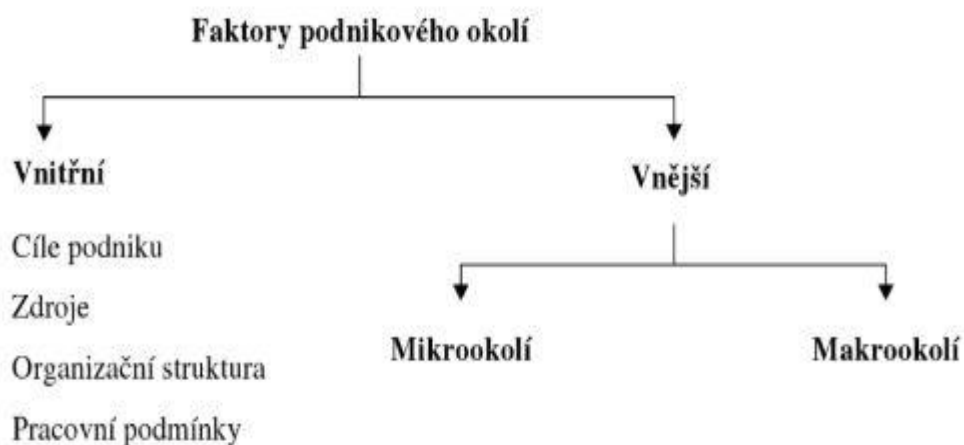 Faktory podnikového okolí
Vnitřní
Vnější
Cíle podniku
Zdroje
Mikrookolí
Makrookolí
Organizační struktura
Pracovní podmínky